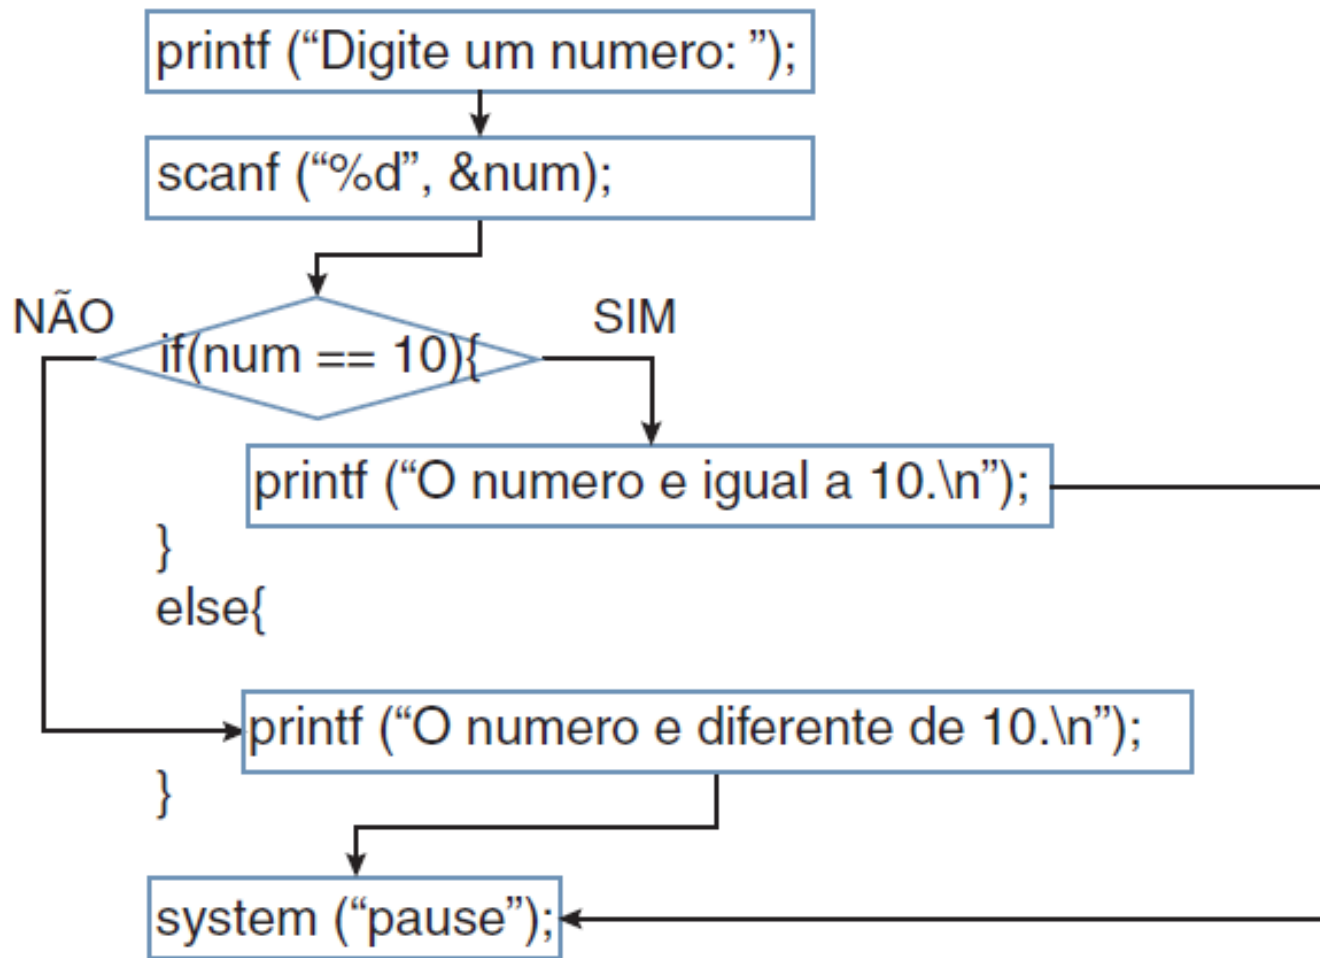 printf (“Digite um numero: ”);
scanf (“%d”, &num);
NÃO
SIM
if(num == 10){
printf (“O numero e igual a 10.\n”);
}
else{
printf (“O numero e diferente de 10.\n”);
}
system (“pause”);